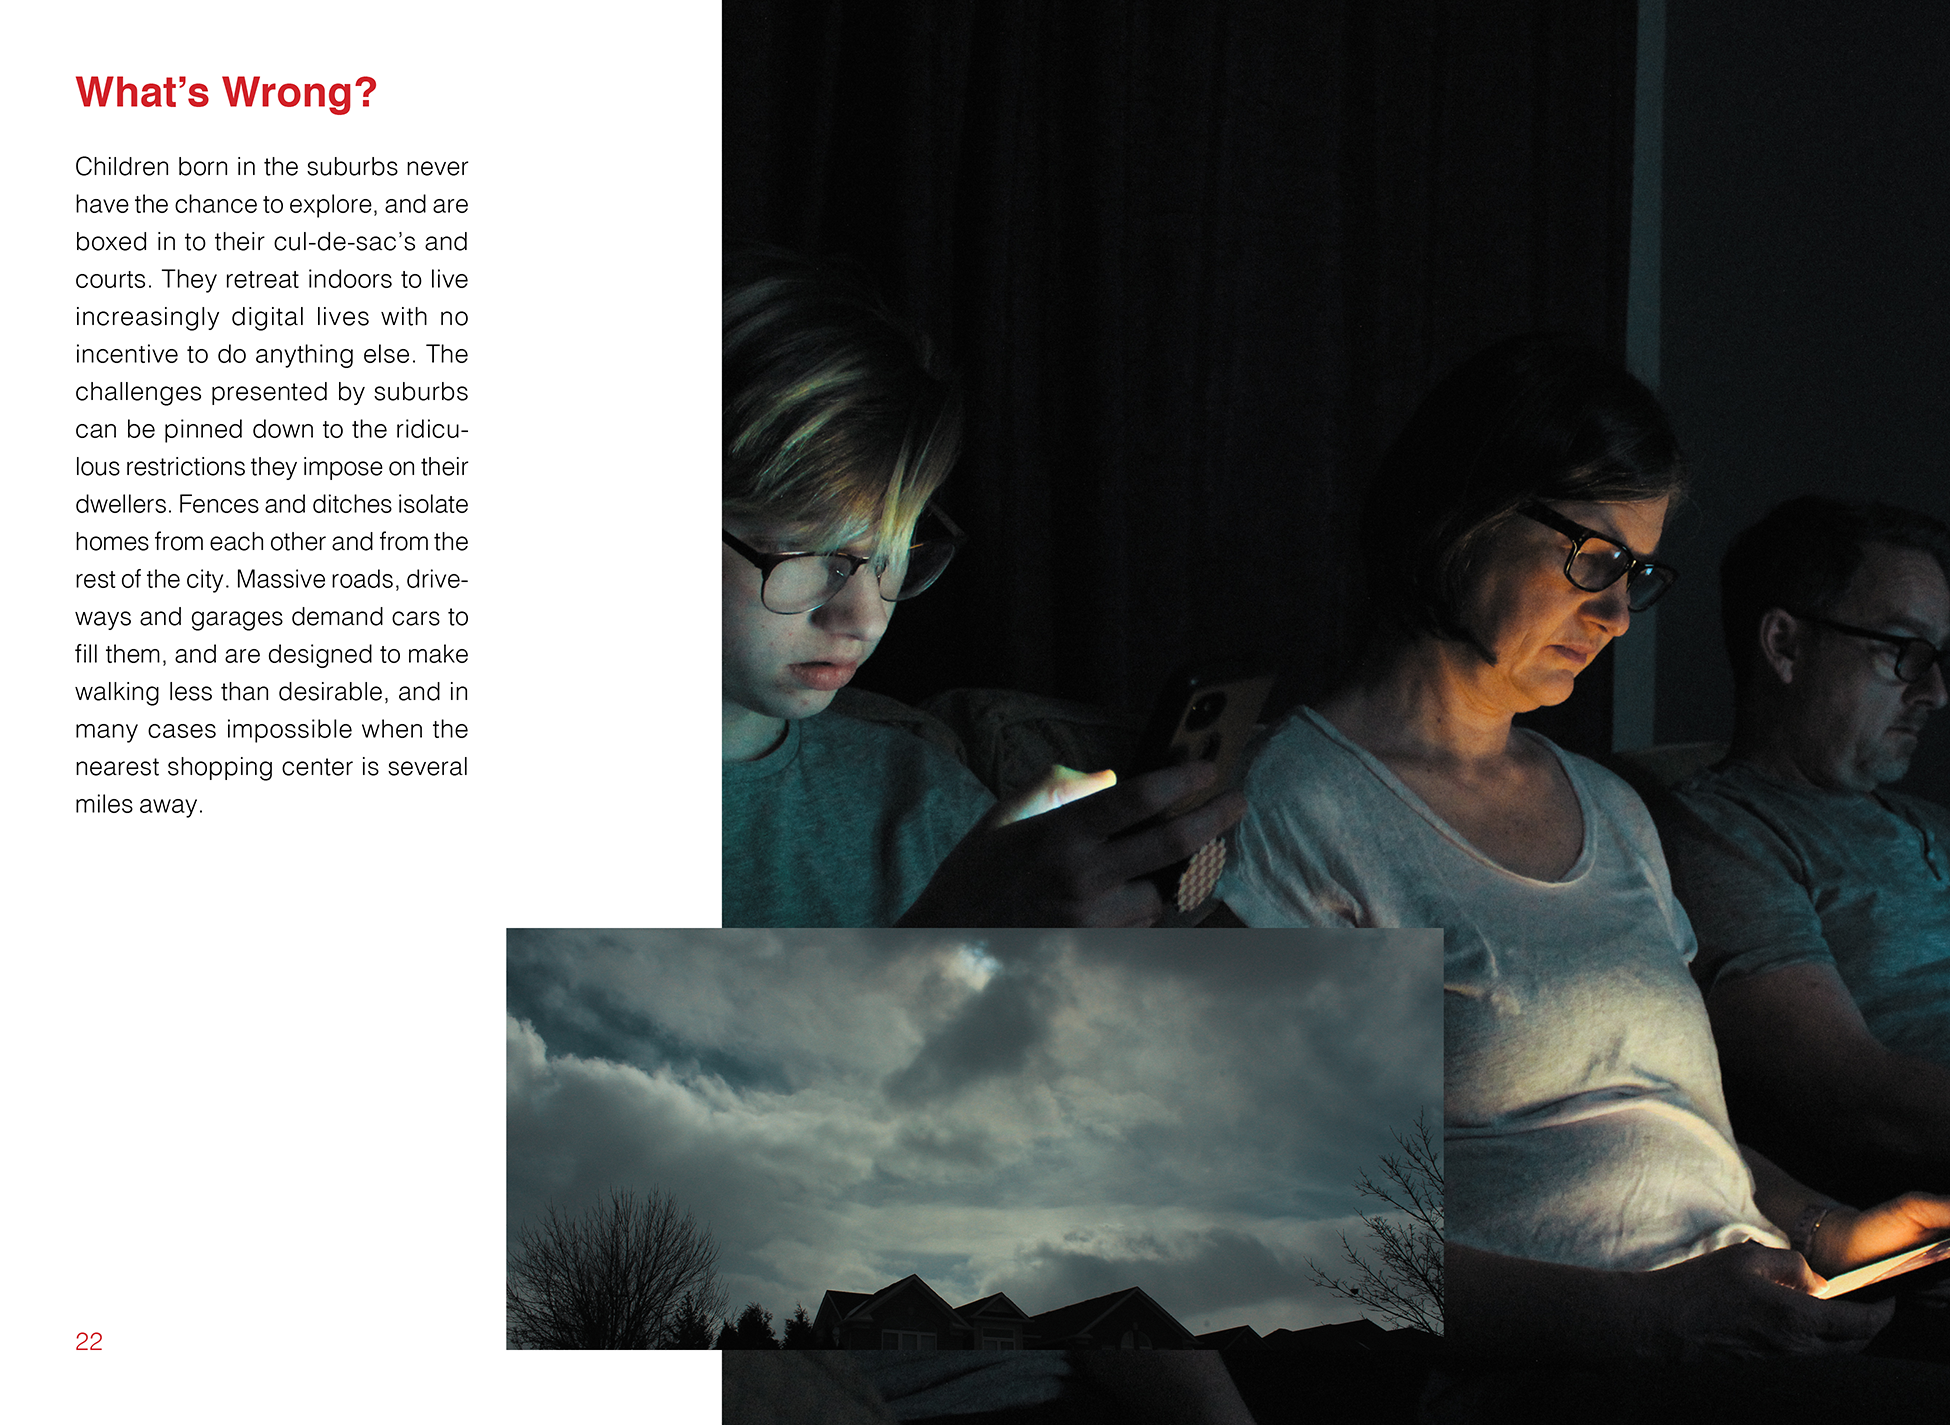 What’s Wrong?
Children born in the suburbs never
have the chance to explore, and are
boxed in to their cul-de-sac’s and
courts. They retreat indoors to live
increasingly digital lives with no
incentive to do anything else. The
challenges presented by suburbs
can be pinned down to the ridicu-
lous restrictions they impose on their
dwellers. Fences and ditches isolate
homes from each other and from the
rest of the city. Massive roads, drive-
ways and garages demand cars to
fill them, and are designed to make
walking less than desirable, and in
many cases impossible when the
nearest shopping center is several
miles away.
22